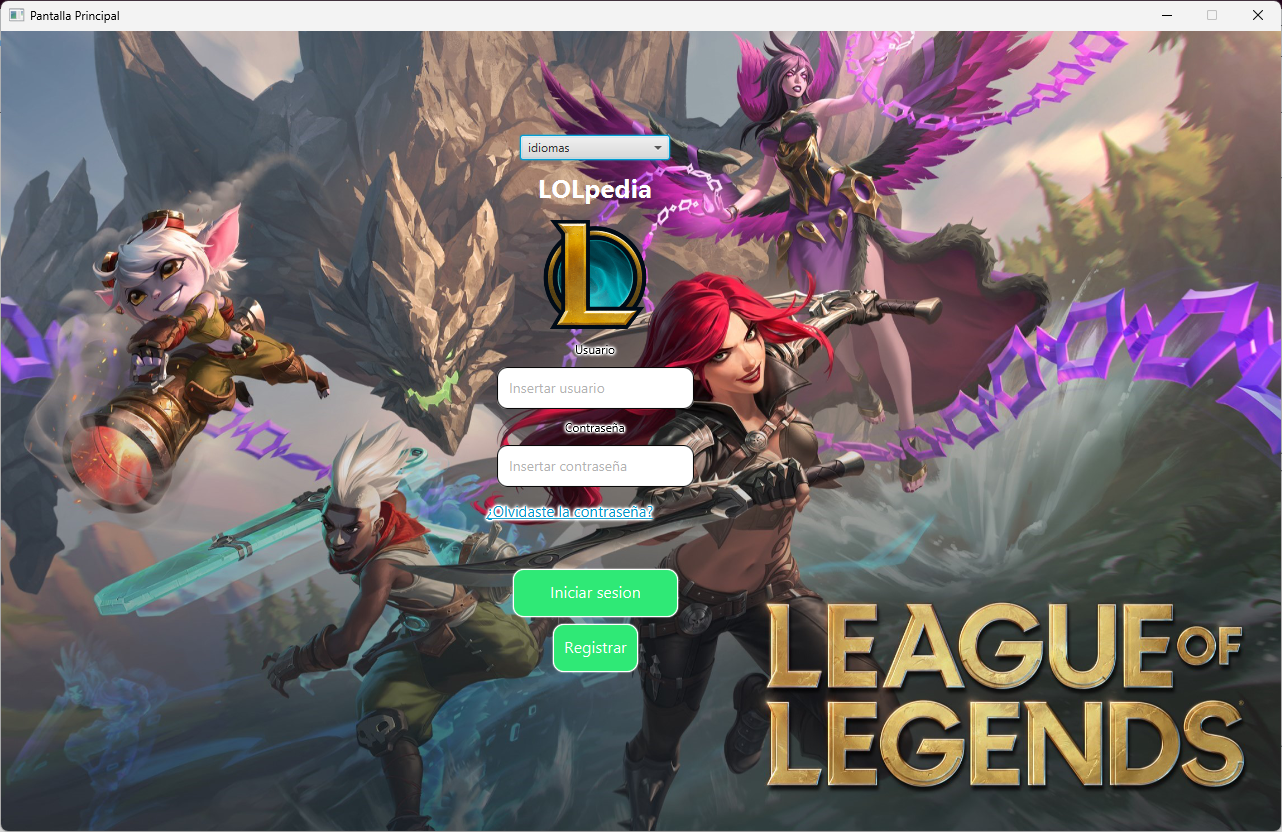 Pantalla Principal
idiomas
LOLpedia
L
Usuario
Insertar usuario
Contraseña
Insertar contraseña
¿Olvidaste la contraseña?
Iniciar sesion
Registrar
LEAGUE OF
LEGENDS